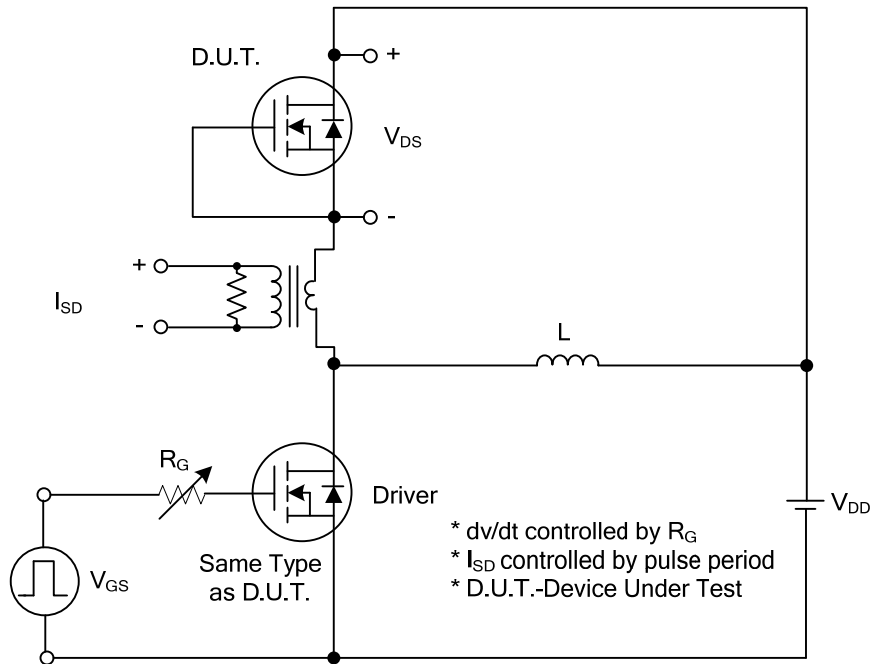 D.U.T.
+
V_DS
-
+
I_SD
-
L
R_G
Driver
V_DD
V_GS
Same Type
as D.U.T.
* dv/dt controlled by R_G
* I_SD controlled by pulse period
* D.U.T.-Device Under Test